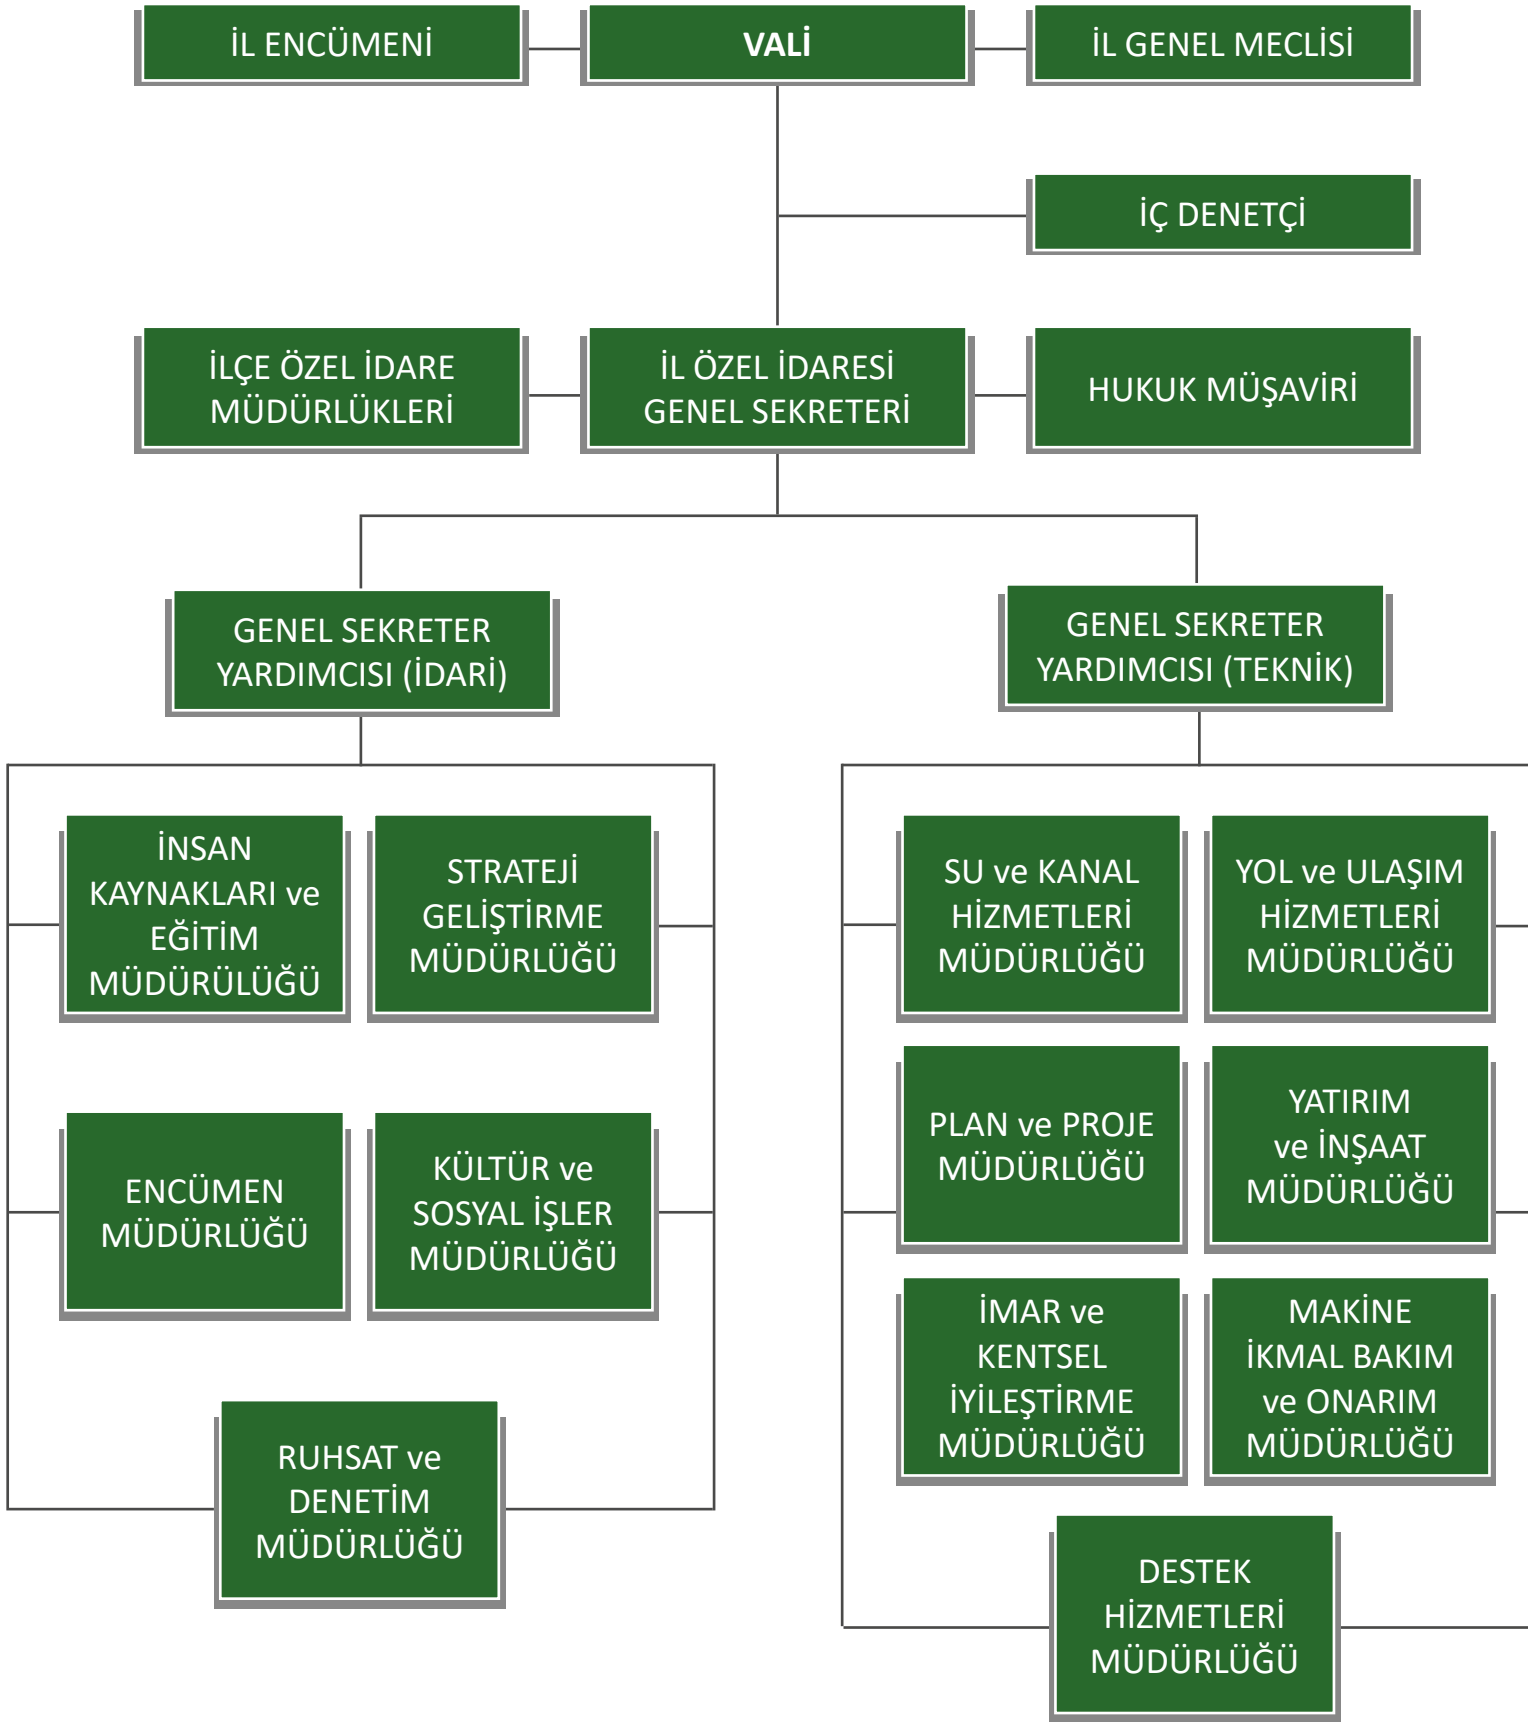 İL ENCÜMENİ
VALİ
İL GENEL MECLİSİ
İÇ DENETÇİ
İLÇE ÖZEL İDARE
MÜDÜRLÜKLERİ
İL ÖZEL İDARESİ
GENEL SEKRETERİ
HUKUK MÜŞAVİRİ
GENEL SEKRETER
YARDIMCISI (İDARİ)
GENEL SEKRETER
YARDIMCISI (TEKNİK)
İNSAN
KAYNAKLARI ve
EĞİTİM
MÜDÜRÜLÜĞÜ
STRATEJİ
GELİŞTİRME
MÜDÜRLÜĞÜ
SU ve KANAL
HİZMETLERİ
MÜDÜRLÜĞÜ
YOL ve ULAŞIM
HİZMETLERİ
MÜDÜRLÜĞÜ
ENCÜMEN
MÜDÜRLÜĞÜ
KÜLTÜR ve
SOSYAL İŞLER
MÜDÜRLÜĞÜ
PLAN ve PROJE
MÜDÜRLÜĞÜ
YATIRIM
ve İNŞAAT
MÜDÜRLÜĞÜ
İMAR ve
KENTSEL
İYİLEŞTİRME
MÜDÜRLÜĞÜ
MAKİNE
İKMAL BAKIM
ve ONARIM
MÜDÜRLÜĞÜ
RUHSAT ve
DENETİM
MÜDÜRLÜĞÜ
DESTEK
HİZMETLERİ
MÜDÜRLÜĞÜ